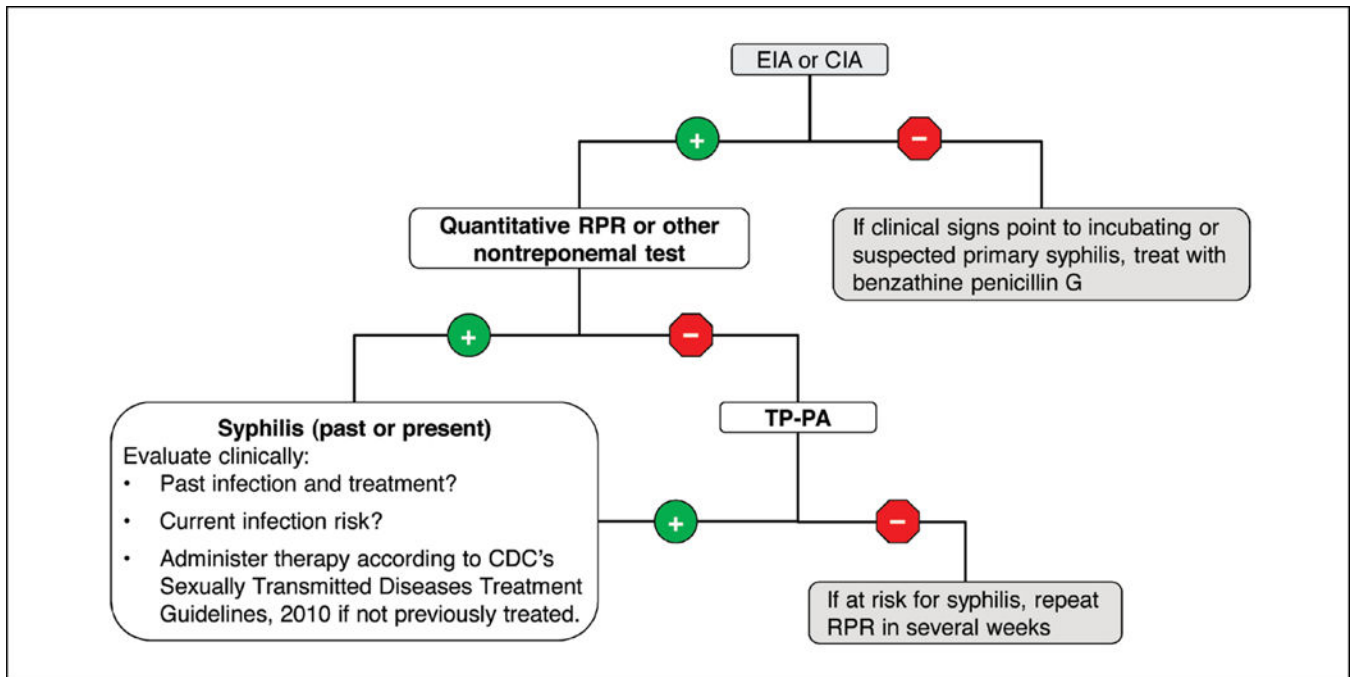 EIA or CIA
+
−
Quantitative RPR or other
nontreponemal test
If clinical signs point to incubating or
suspected primary syphilis, treat with
benzathine penicillin G
+
−
Syphilis (past or present)
Evaluate clinically:
• Past infection and treatment?
• Current infection risk?
• Administer therapy according to CDC's
Sexually Transmitted Diseases Treatment
Guidelines, 2010 if not previously treated.
TP-PA
+
−
If at risk for syphilis, repeat
RPR in several weeks